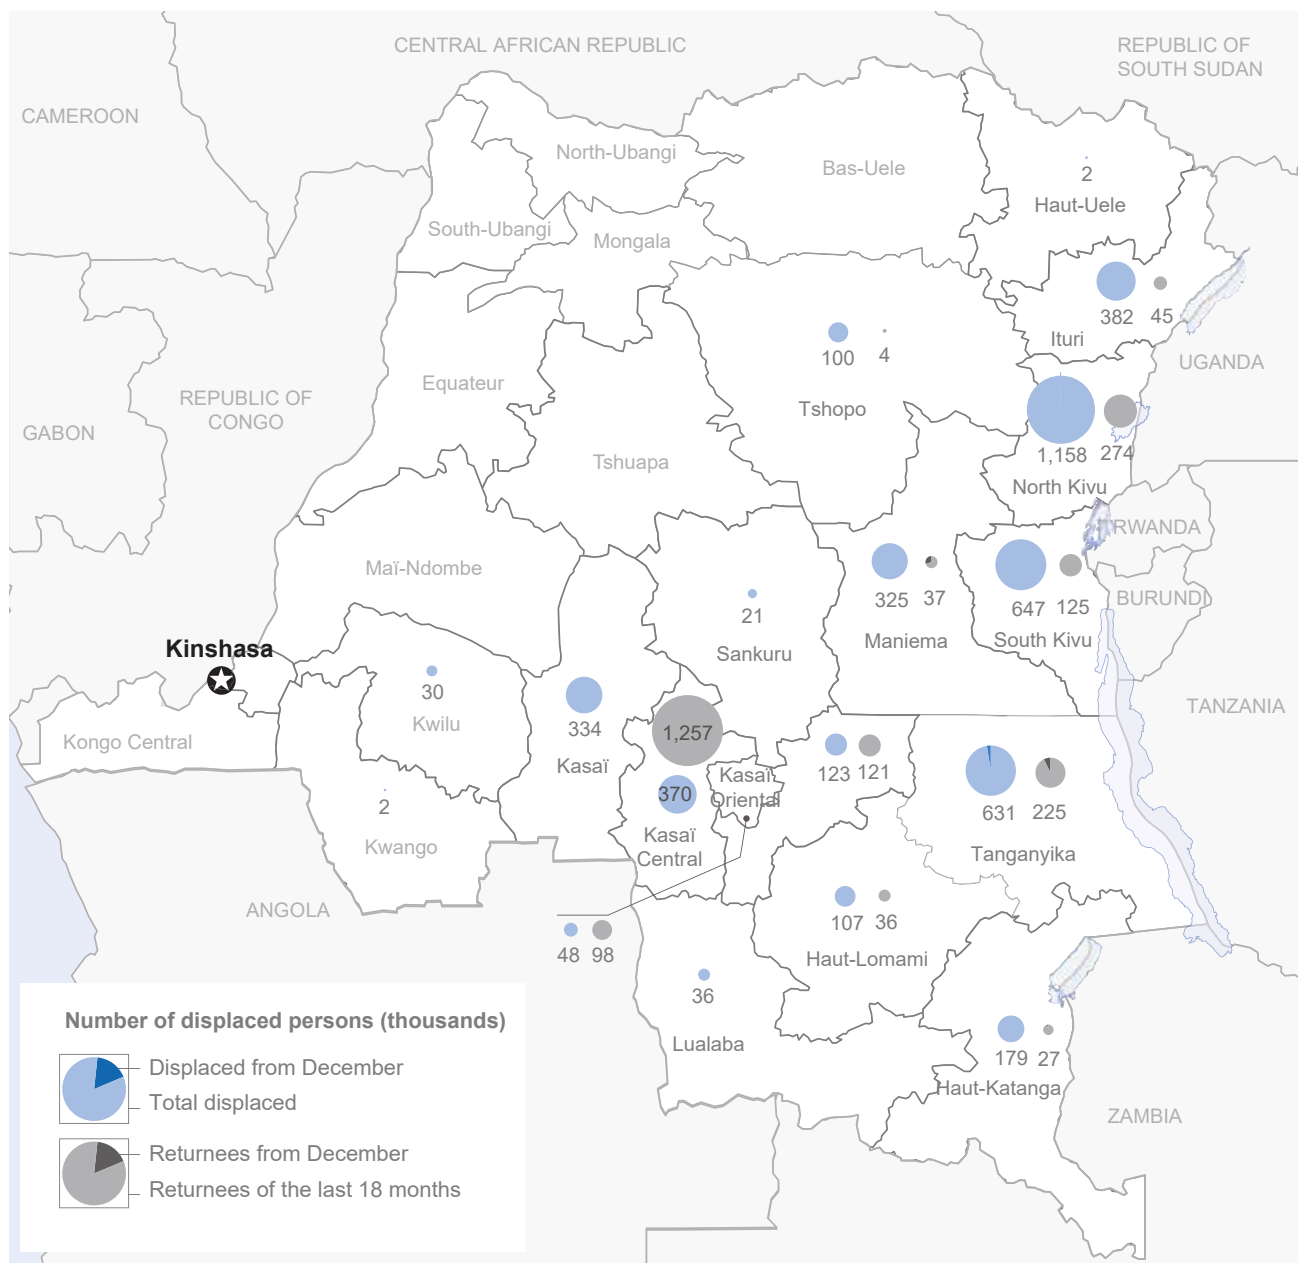 CENTRAL AFRICAN REPUBLIC
REPUBLIC OF
SOUTH SUDAN
CAMEROON
North-Ubangi
Bas-Uele
2
Haut-Uele
South-Ubangi
Mongala
382
45
Ituri
100
4
Tshopo
UGANDA
Equateur
REPUBLIC OF
CONGO
GABON
Tshuapa
1,158
274
North Kivu
RWANDA
Maï-Ndombe
325
37
Maniema
647
125
South Kivu
BURUNDI
21
Sankuru
Kinshasa
30
Kwilu
334
Kasaï
TANZANIA
Kongo Central
1,257
370
Kasaï
Central
Kasaï
Oriental
123
121
631
225
Tanganyika
2
Kwango
ANGOLA
107
36
Haut-Lomami
48
98
36
Lualaba
179
27
Haut-Katanga
ZAMBIA
Number of displaced persons (thousands)
Displaced from December
Total displaced
Returnees from December
Returnees of the last 18 months